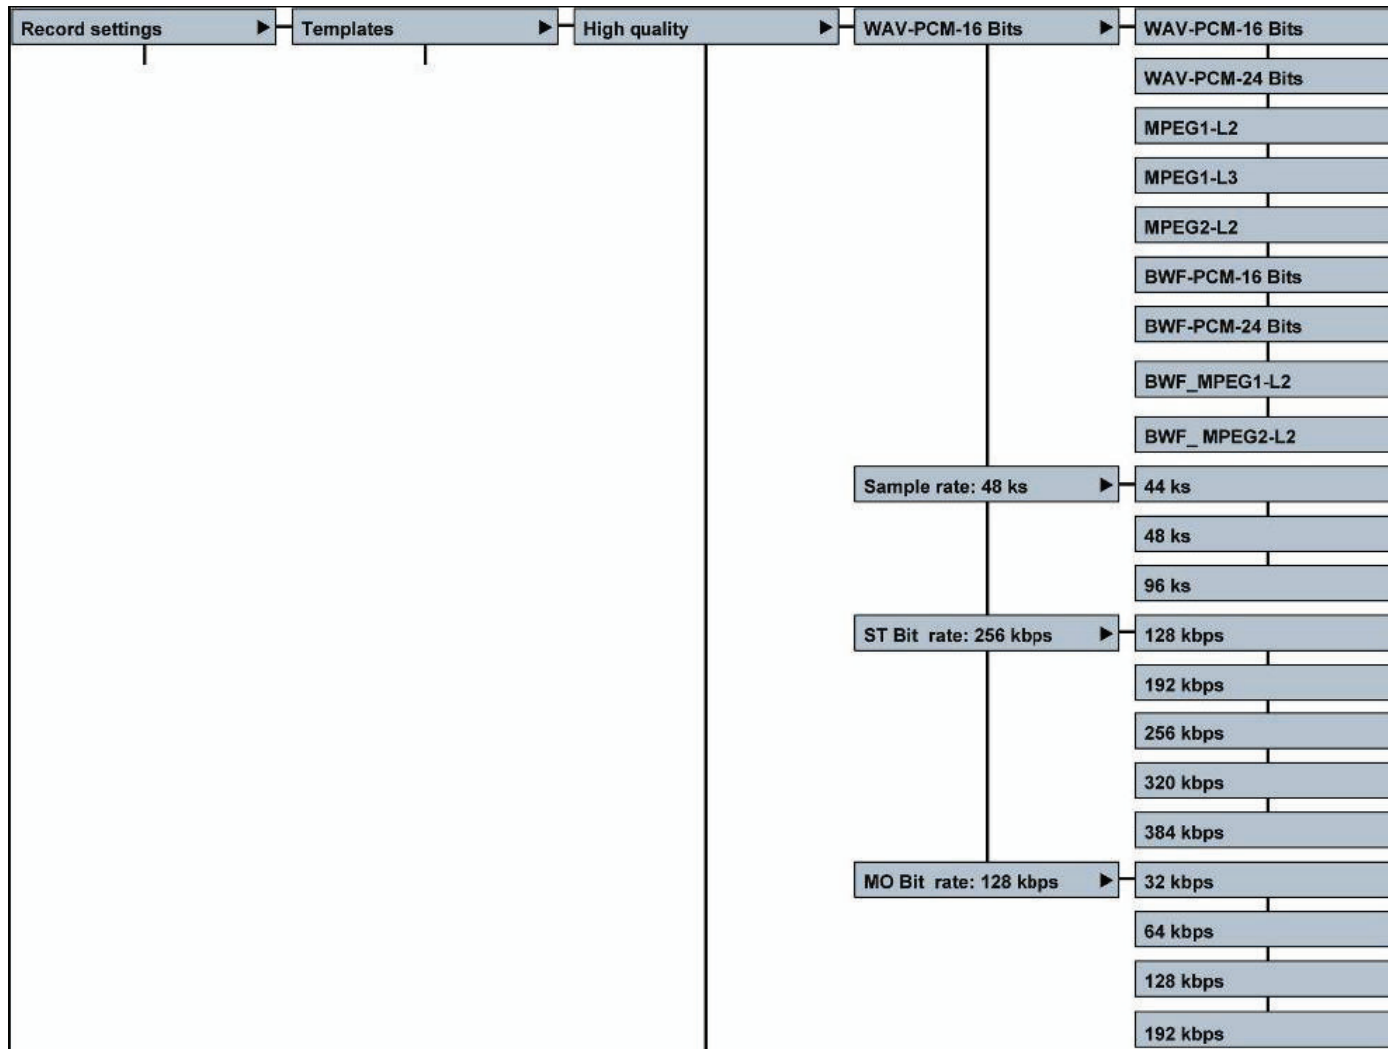 Record settings
Templates
High quality
WAV-PCM-16 Bits
WAV-PCM-16 Bits
WAV-PCM-24 Bits
MPEG1-L2
MPEG1-L3
MPEG2-L2
BWF-PCM-16 Bits
BWF-PCM-24 Bits
BWF_MPEG1-L2
BWF_ MPEG2-L2
Sample rate: 48 ks
44 ks
48 ks
96 ks
ST Bit  rate: 256 kbps
128 kbps
192 kbps
256 kbps
320 kbps
384 kbps
MO Bit  rate: 128 kbps
32 kbps
64 kbps
128 kbps
192 kbps